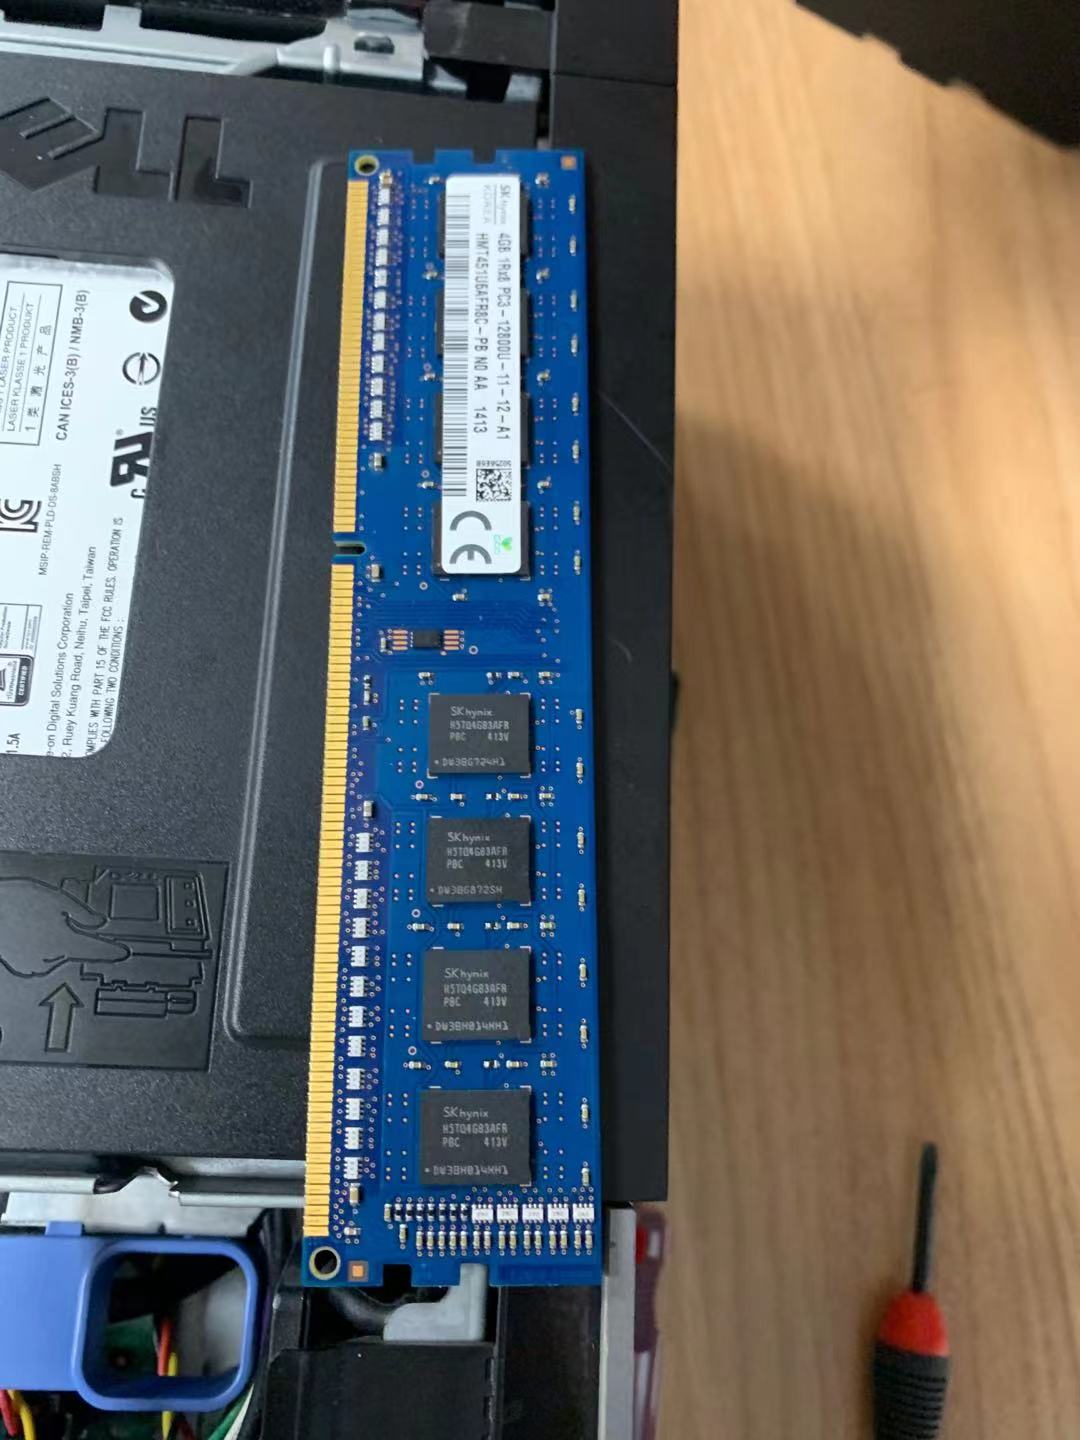 1.5A
CERTIFIED
MSIP-REM-PLD-DS-8ABSH
1 LASER PRODUCT
LASER KLASSE 1 PRODUKT
1 类 激 光 产 品
CAN ICES-3(B) / NMB-3(B)
e-on Digital Solutions Corporation
2, Ruey Kuang Road, Neihu, Taipei, Taiwan
OMPLIES WITH PART 15 OF THE FCC RULES. OPERATION IS
FOLLOWING TWO CONDITIONS :
c RU ® US
SK hynix
H5TQ4G83AFR
PBC 413V
SK hynix
H5TQ4G83AFR
PBC 413V
SK hynix
H5TQ4G83AFR
PBC 413V
SK hynix
H5TQ4G83AFR
PBC 413V
SK hynix
KOREA
4GB 1Rx8 PC3-12800U-11-12-A1
HMT451U6AFR8C-PB N0 AA 1413
CE